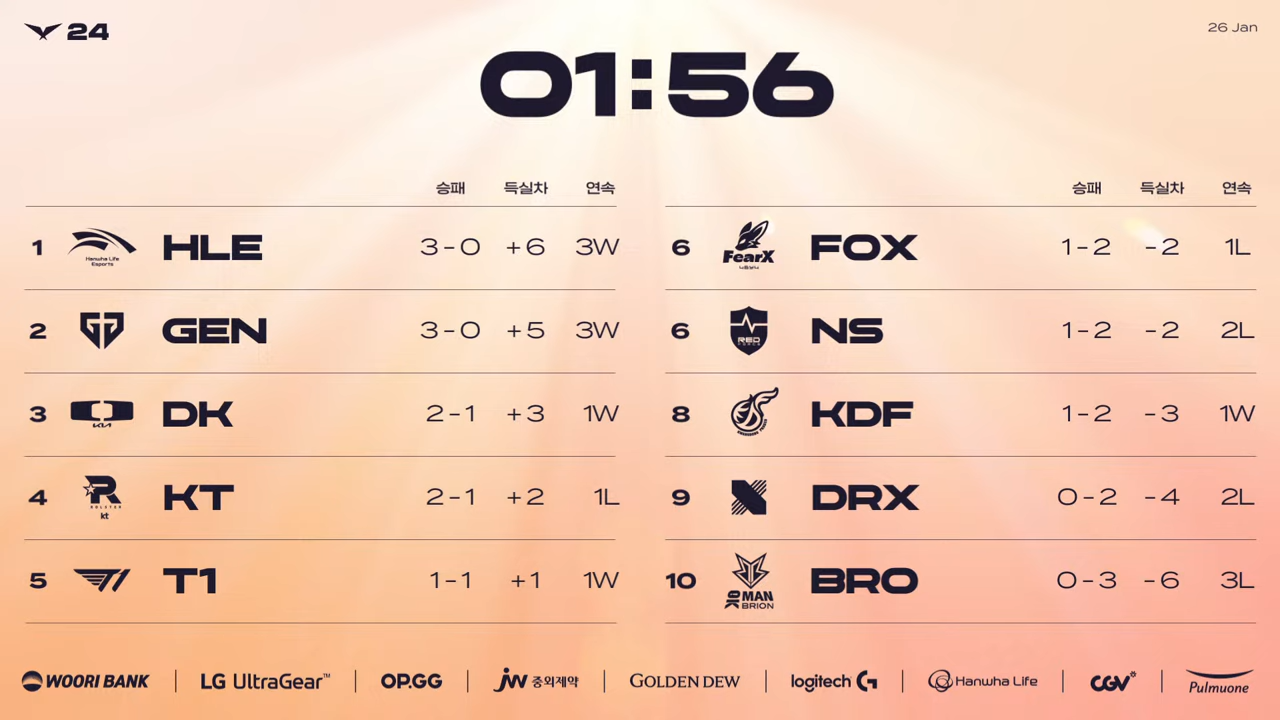 24
26 Jan
01:56
승패 득실차 연속
1 Hanwha Life Esports HLE 3-0 +6 3W
2 GEN 3-0 +5 3W
3 KIA DK 2-1 +3 1W
4 R ROLSTER kt KT 2-1 +2 1L
5 T1 T1 1-1 +1 1W
승패 득실차 연속
6 FearX FOX 1-2 -2 1L
6 RED FORCE NS 1-2 -2 2L
8 KDF 1-2 -3 1W
9 DRX 0-2 -4 2L
10 OK MAN BRION BRO 0-3 -6 3L
WOORI BANK LG UltraGear™ OP.GG JW 중외제약 GOLDEN DEW logitech G Hanwha Life CGV Pulmuone